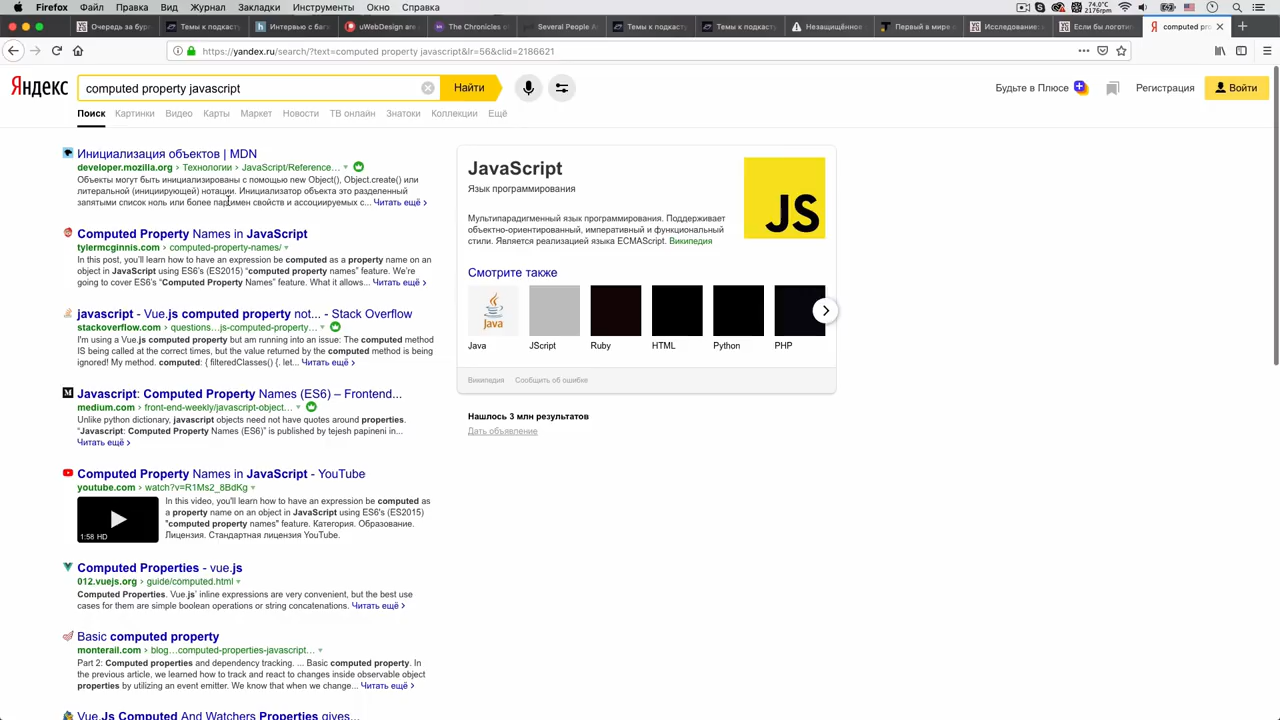 Firefox Файл Правка Вид Журнал Закладки Инструменты Окно Справка
74.0°C
2176rpm
Очередь за бург
Темы к подкаст
Интервью с баг
uWebDesign are
The Chronicles o
Several People A
Темы к подкаст
Темы к подкаст
Незащищённое
Первый в мире
Исследование:
Если бы логоти
computed pro
https://yandex.ru/search/?text=computed property javascript&lr=56&clid=2186621
Яндекс
computed property javascript
Найти
Будьте в Плюсе
Регистрация
Войти
Поиск Картинки Видео Карты Маркет Новости ТВ онлайн Знатоки Коллекции Ещё
Инициализация объектов | MDN
developer.mozilla.org › Технологии › JavaScript/Reference…
Объекты могут быть инициализированы с помощью new Object(), Object.create() или
литеральной (инициирующей) нотации. Инициализатор объекта это разделенный
запятыми список ноль или более пар имен свойств и ассоциируемых с... Читать ещё ›
Computed Property Names in JavaScript
tylermcginnis.com › computed-property-names/
In this post, you'll learn how to have an expression be computed as a property name on an
object in JavaScript using ES6's (ES2015) “computed property names” feature. We're
going to cover ES6's “Computed Property Names” feature. What it allows... Читать ещё ›
javascript - Vue.js computed property not... - Stack Overflow
stackoverflow.com › questions…js-computed-property…
I'm using a Vue.js computed property but am running into an issue: The computed method
IS being called at the correct times, but the value returned by the computed method is being
ignored! My method. computed: { filteredClasses() {, let... Читать ещё ›
Javascript: Computed Property Names (ES6) – Frontend...
medium.com › front-end-weekly/javascript-object…
Unlike python dictionary, javascript objects need not have quotes around properties.
“Javascript: Computed Property Names (ES6)” is published by tejesh papineni in...
Читать ещё ›
Computed Property Names in JavaScript - YouTube
youtube.com › watch?v=R1Ms2_8BdKg
In this video, you'll learn how to have an expression be computed as
a property name on an object in JavaScript using ES6's (ES2015)
"computed property names" feature. Категория. Образование.
Лицензия. Стандартная лицензия YouTube.
1:58 HD
Computed Properties - vue.js
012.vuejs.org › guide/computed.html
Computed Properties. Vue.js' inline expressions are very convenient, but the best use
cases for them are simple boolean operations or string concatenations. Читать ещё ›
Basic computed property
monterail.com › blog…computed-properties-javascript…
Part 2: Computed properties and dependency tracking. ... Basic computed property. In
the previous article, we learned how to track and react to changes inside observable object
properties by utilizing an event emitter. We know that when we change... Читать ещё ›
Vue.Js Computed And Watchers Properties gives...
JavaScript
Язык программирования
JS
Мультипарадигменный язык программирования. Поддерживает
объектно-ориентированный, императивный и функциональный
стили. Является реализацией языка ECMAScript. Википедия
Смотрите также
Java
Java JScript Ruby HTML Python PHP
Википедия Сообщить об ошибке
Нашлось 3 млн результатов
Дать объявление